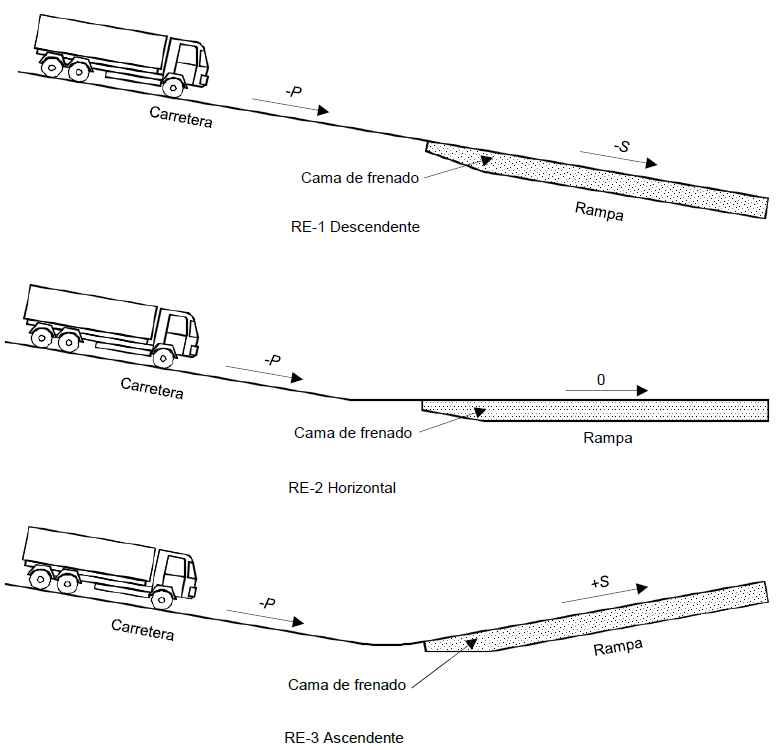 -P
Carretera
-S
Cama de frenado
Rampa
RE-1 Descendente
-P
Carretera
0
Cama de frenado
Rampa
RE-2 Horizontal
-P
Carretera
+S
Rampa
Cama de frenado
RE-3 Ascendente